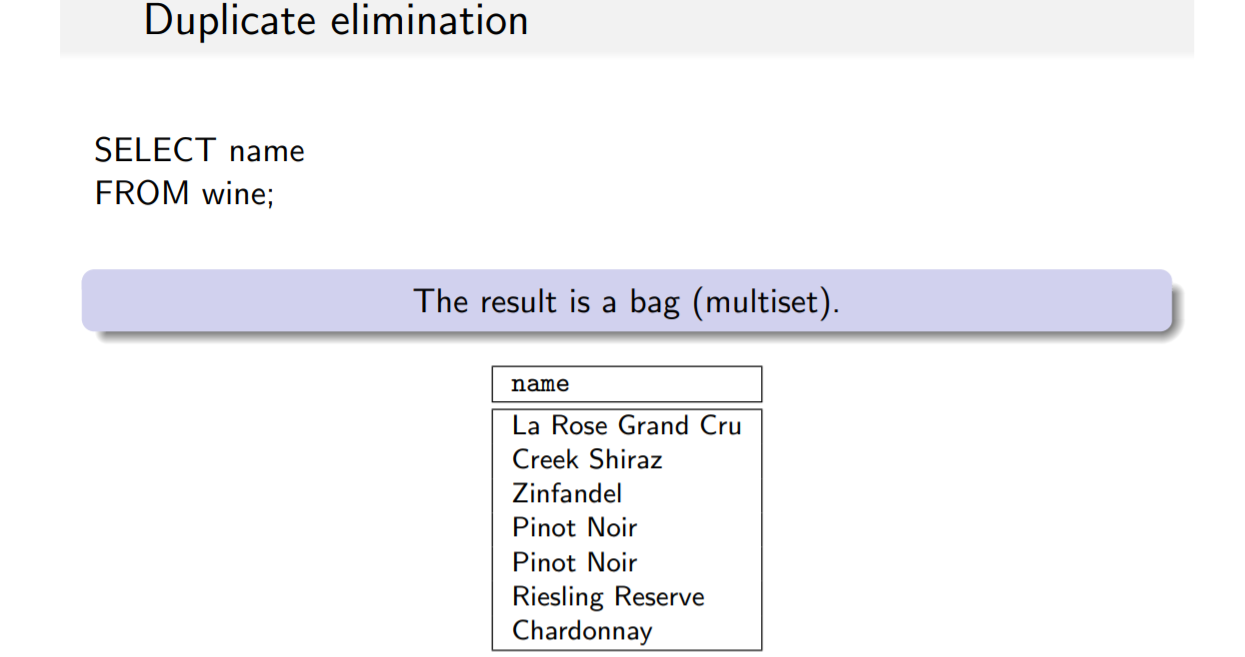 Duplicate elimination
SELECT name
FROM wine;
The result is a bag (multiset).
name
La Rose Grand Cru
Creek Shiraz
Zinfandel
Pinot Noir
Pinot Noir
Riesling Reserve
Chardonnay